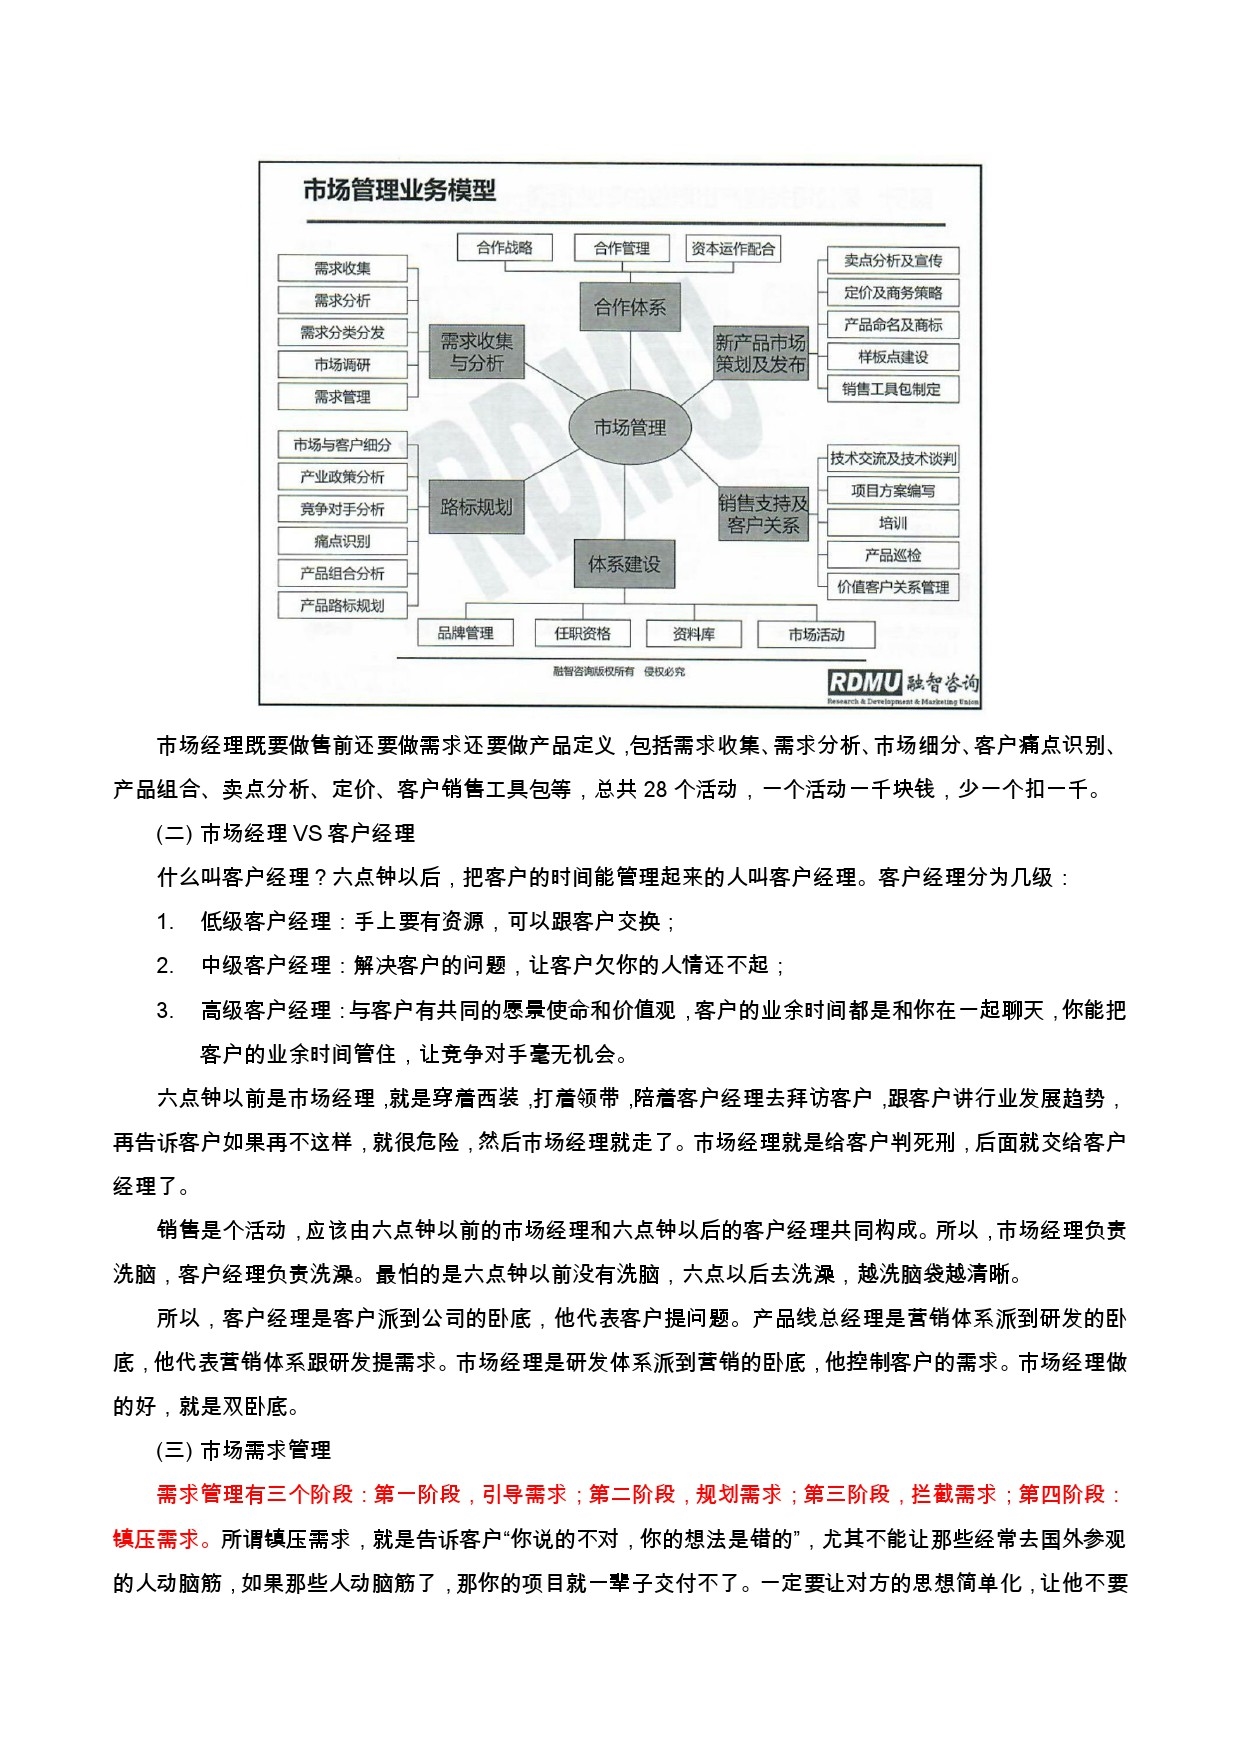 市场管理业务模型
合作战略
合作管理
资本运作配合
合作体系
需求收集
需求分析
需求分类分发
市场调研
需求管理
需求收集
与分析
卖点分析及宣传
定价及商务策略
产品命名及商标
样板点建设
销售工具包制定
新产品市场
策划及发布
市场管理
市场与客户细分
产业政策分析
竞争对手分析
痛点识别
产品组合分析
产品路标规划
路标规划
技术交流及技术谈判
项目方案编写
培训
产品巡检
价值客户关系管理
销售支持及
客户关系
体系建设
品牌管理
任职资格
资料库
市场活动
RDMU
融智咨询版权所有 侵权必究
RDMU 融智咨询
Research & Development & Marketing Union
市场经理既要做售前还要做需求还要做产品定义，包括需求收集、需求分析、市场细分、客户痛点识别、
产品组合、卖点分析、定价、客户销售工具包等，总共 28 个活动，一个活动一千块钱，少一个扣一千。
(二) 市场经理 VS 客户经理
什么叫客户经理？六点钟以后，把客户的时间能管理起来的人叫客户经理。客户经理分为几级：
1. 低级客户经理：手上要有资源，可以跟客户交换；
2. 中级客户经理：解决客户的问题，让客户欠你的人情还不起；
3. 高级客户经理：与客户有共同的愿景使命和价值观，客户的业余时间都是和你在一起聊天，你能把
客户的业余时间管住，让竞争对手毫无机会。
六点钟以前是市场经理，就是穿着西装，打着领带，陪着客户经理去拜访客户，跟客户讲行业发展趋势，
再告诉客户如果再不这样，就很危险，然后市场经理就走了。市场经理就是给客户判死刑，后面就交给客户
经理了。
销售是个活动，应该由六点钟以前的市场经理和六点钟以后的客户经理共同构成。所以，市场经理负责
洗脑，客户经理负责洗澡。最怕的是六点钟以前没有洗脑，六点以后去洗澡，越洗脑袋越清晰。
所以，客户经理是客户派到公司的卧底，他代表客户提问题。产品线总经理是营销体系派到研发的卧
底，他代表营销体系跟研发提需求。市场经理是研发体系派到营销的卧底，他控制客户的需求。市场经理做
的好，就是双卧底。
(三) 市场需求管理
需求管理有三个阶段：第一阶段，引导需求；第二阶段，规划需求；第三阶段，拦截需求；第四阶段：
镇压需求。所谓镇压需求，就是告诉客户“你说的不对，你的想法是错的”，尤其不能让那些经常去国外参观
的人动脑筋，如果那些人动脑筋了，那你的项目就一辈子交付不了。一定要让对方的思想简单化，让他不要